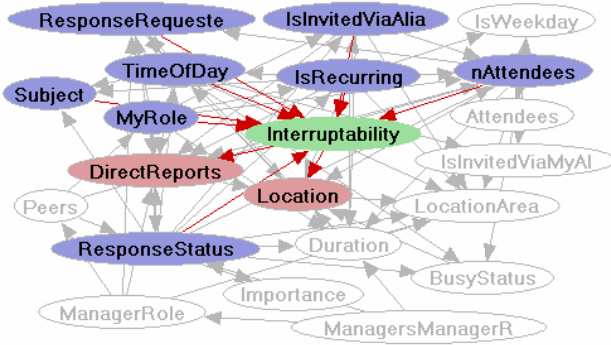 ResponseRequeste
IsInvitedViaAlia
IsWeekday
TimeOfDay
IsRecurring
nAttendees
Subject
MyRole
Attendees
Interruptability
IsInvitedViaMyAl
DirectReports
Location
Peers
LocationArea
ResponseStatus
Duration
BusyStatus
Importance
ManagerRole
ManagersManagerR